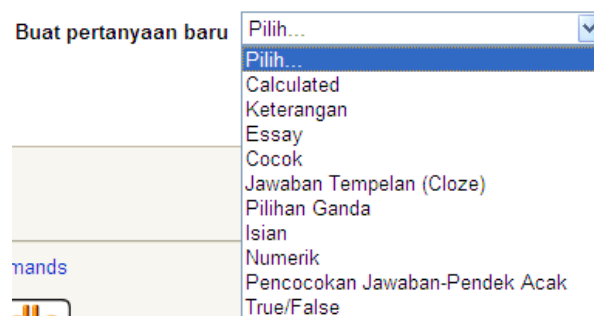 Buat pertanyaan baru Pilih...
Pilih...
Calculated
Keterangan
Essay
Cocok
Jawaban Tempelan (Cloze)
Pilihan Ganda
Isian
Numerik
mands
Pencocokan Jawaban-Pendek Acak
True/False